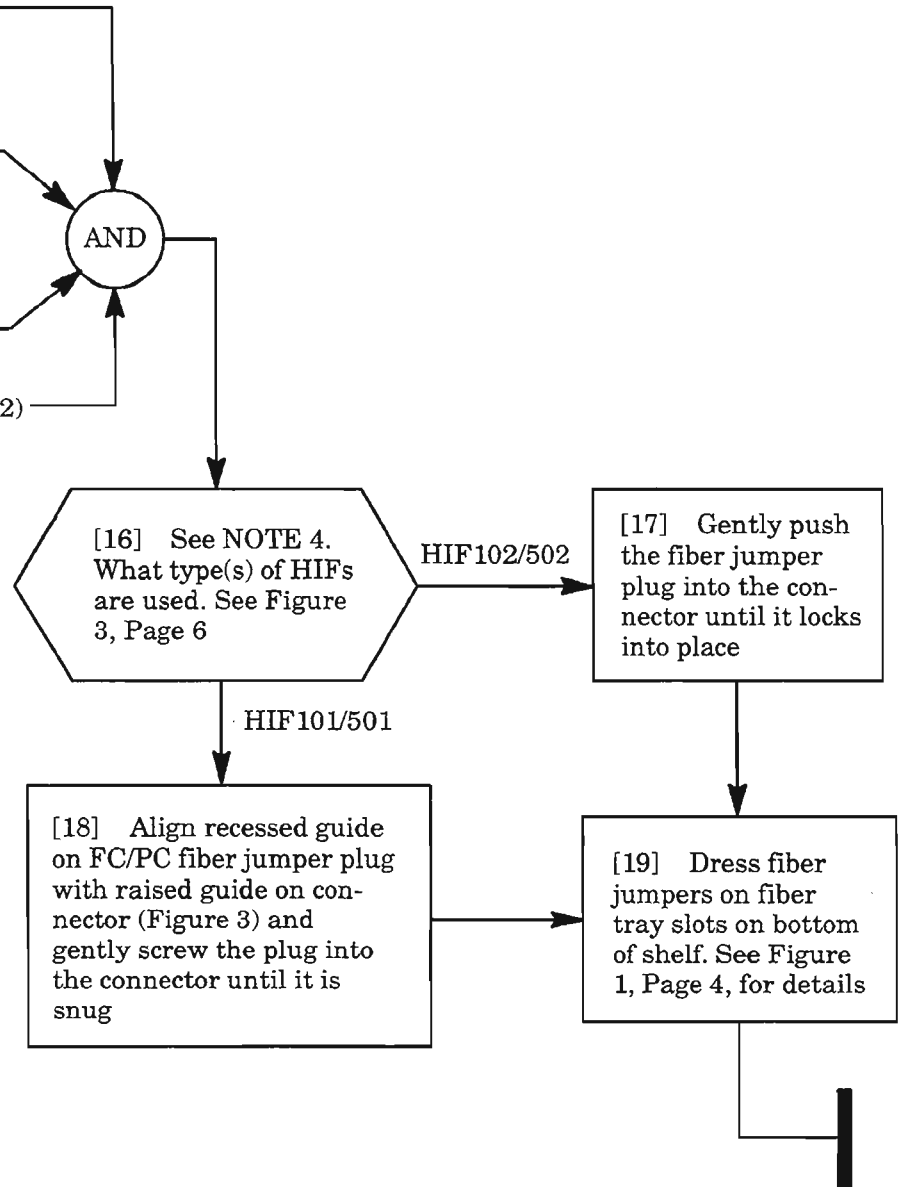 AND
2)
[16] See NOTE 4.
What type(s) of HIFs
are used. See Figure
3, Page 6
HIF102/502
[17] Gently push
the fiber jumper
plug into the con-
nector until it locks
into place
HIF101/501
[18] Align recessed guide
on FC/PC fiber jumper plug
with raised guide on con-
nector (Figure 3) and
gently screw the plug into
the connector until it is
snug
[19] Dress fiber
jumpers on fiber
tray slots on bottom
of shelf. See Figure
1, Page 4, for details